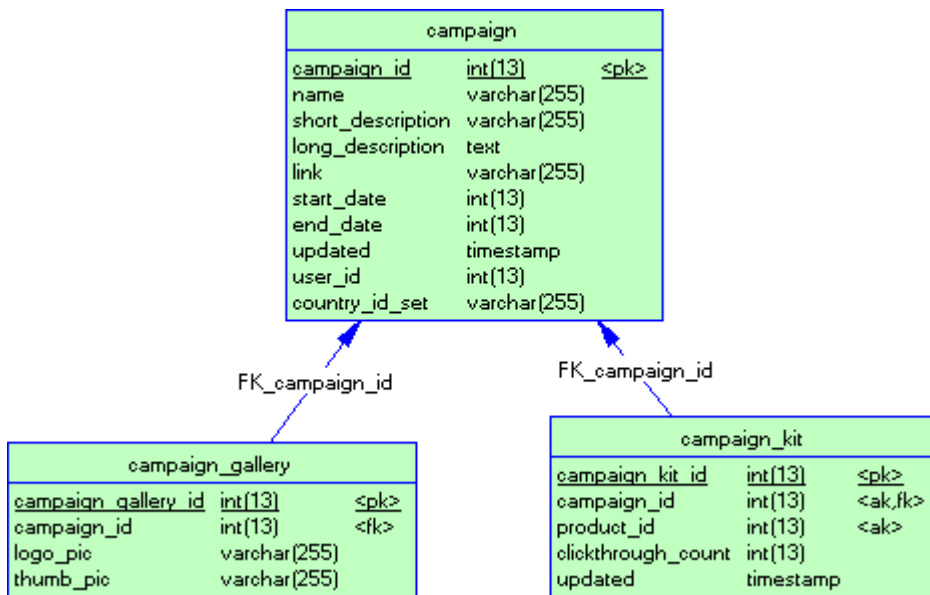 campaign
campaign_id int(13) <pk>
name varchar(255)
short_description varchar(255)
long_description text
link varchar(255)
start_date int(13)
end_date int(13)
updated timestamp
user_id int(13)
country_id_set varchar(255)
FK_campaign_id
FK_campaign_id
campaign_gallery
campaign_gallery_id int(13) <pk>
campaign_id int(13) <fk>
logo_pic varchar(255)
thumb_pic varchar(255)
campaign_kit
campaign_kit_id int(13) <pk>
campaign_id int(13) <ak,fk>
product_id int(13) <ak>
clickthrough_count int(13)
updated timestamp